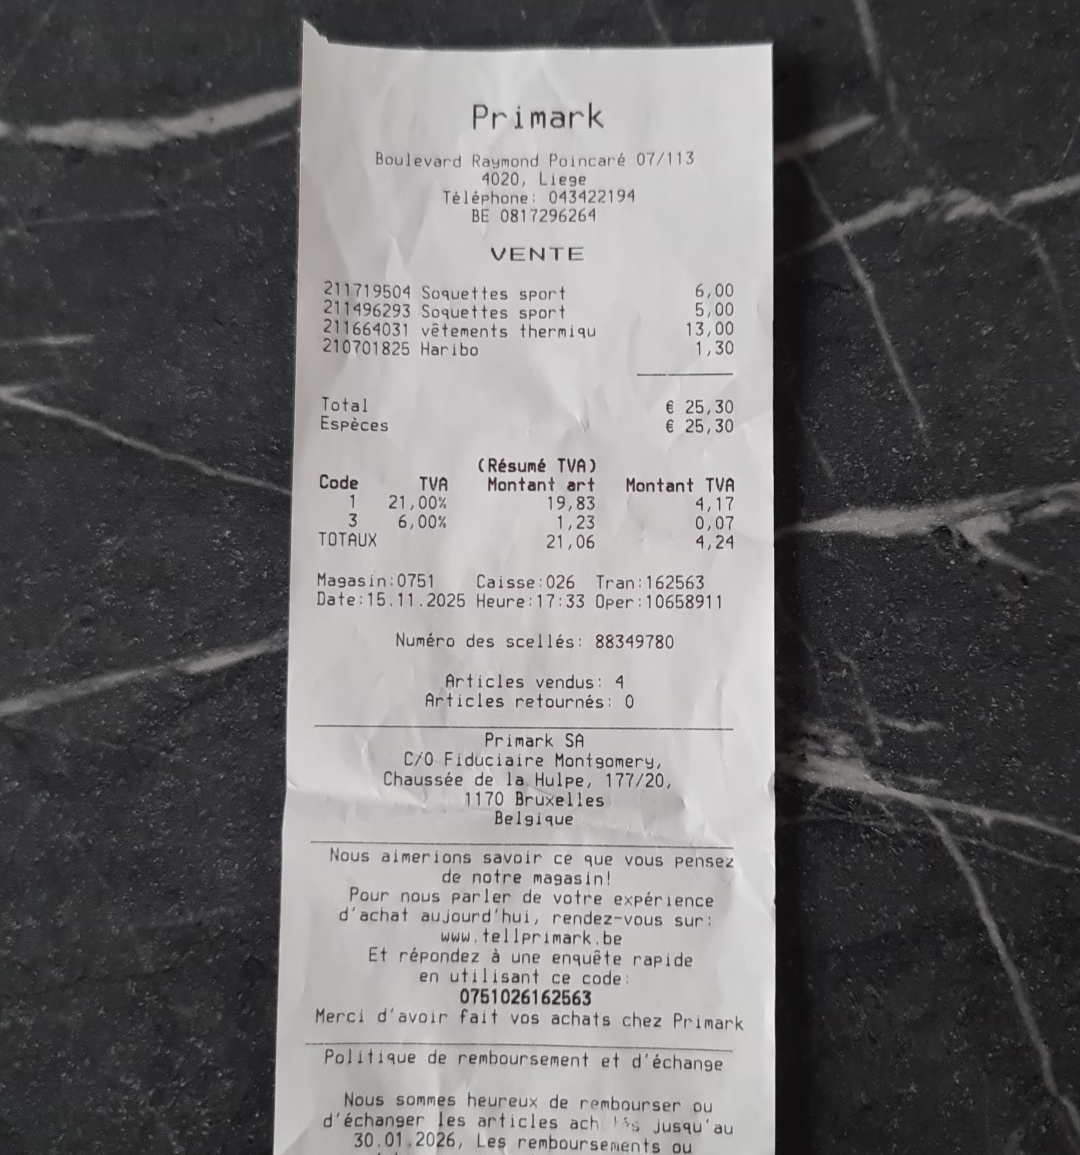 Primark
Boulevard Raymond Poincaré 07/113
4020, Liege
Téléphone: 043422194
BE 0817296264
VENTE
211719504 Soquettes sport 6,00
211496293 Soquettes sport 5,00
211664031 vêtements thermiqu 13,00
210701825 Haribo 1,30
Total € 25,30
Espèces € 25,30
(Résumé TVA)
Code TVA Montant art Montant TVA
1 21,00% 19,83 4,17
3 6,00% 1,23 0,07
TOTAUX 21,06 4,24
Magasin:0751 Caisse:026 Tran:162563
Date:15.11.2025 Heure:17:33 Oper:10658911
Numéro des scellés: 88349780
Articles vendus: 4
Articles retournés: 0
Primark SA
C/O Fiduciaire Montgomery,
Chaussée de la Hulpe, 177/20,
1170 Bruxelles
Belgique
Nous aimerions savoir ce que vous pensez
de notre magasin!
Pour nous parler de votre expérience
d'achat aujourd'hui, rendez-vous sur:
www.tellprimark.be
Et répondez à une enquête rapide
en utilisant ce code:
0751026162563
Merci d'avoir fait vos achats chez Primark
Politique de remboursement et d'échange
Nous sommes heureux de rembourser ou
d'échanger les articles jusqu'au
30.01.2026, Les remboursements ou